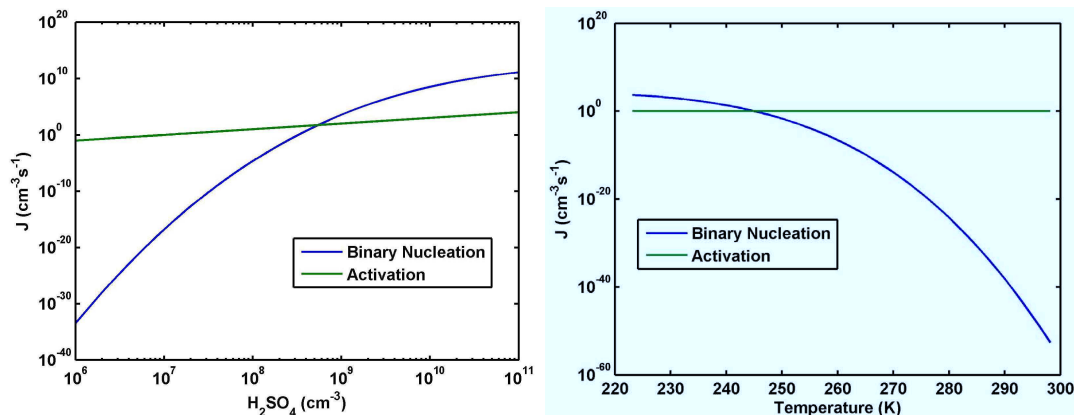 10^20
10^10
10^0
10^-10
10^-20
10^-30
10^-40
J (cm^-3s^-1)
Binary Nucleation
Activation
10^6 10^7 10^8 10^9 10^10 10^11
H_2SO_4 (cm^-3)
10^20
10^0
10^-20
10^-40
10^-60
J (cm^-3s^-1)
Binary Nucleation
Activation
220 230 240 250 260 270 280 290 300
Temperature (K)